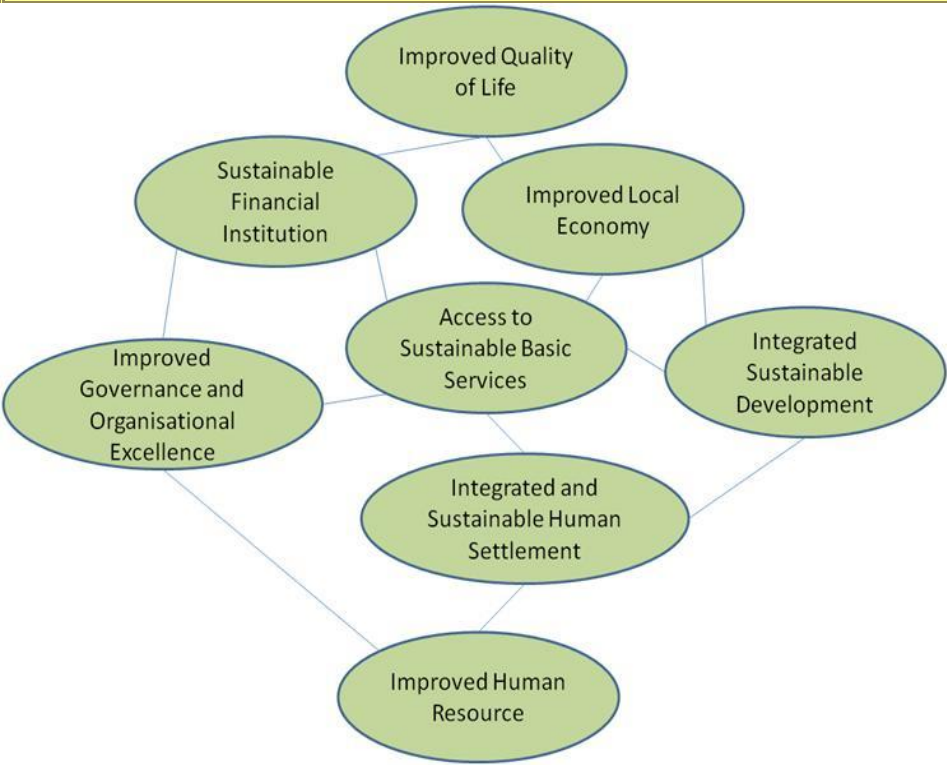 Improved Quality
of Life
Sustainable
Financial
Institution
Improved Local
Economy
Access to
Sustainable Basic
Services
Integrated
Sustainable
Development
Improved
Governance and
Organisational
Excellence
Integrated and
Sustainable Human
Settlement
Improved Human
Resource